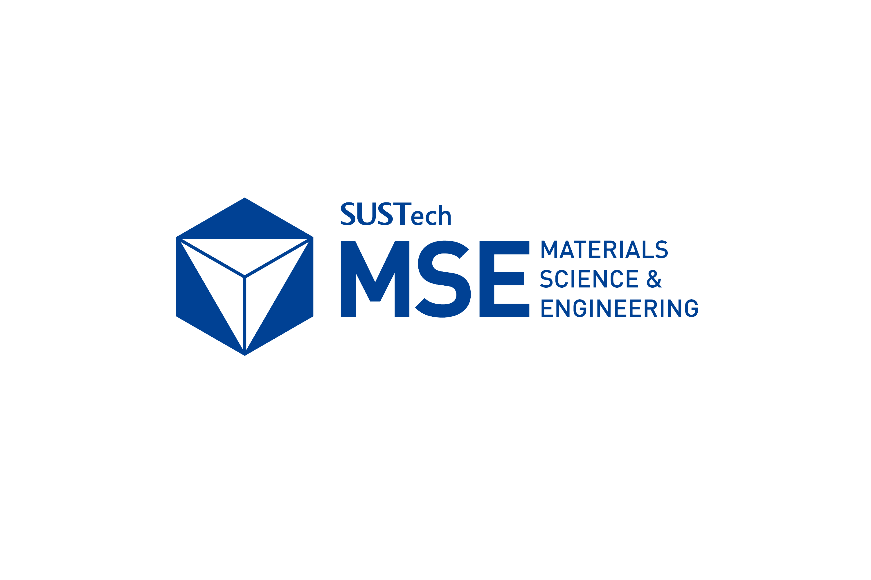 SUSTech
MSE
MATERIALS
SCIENCE &
ENGINEERING